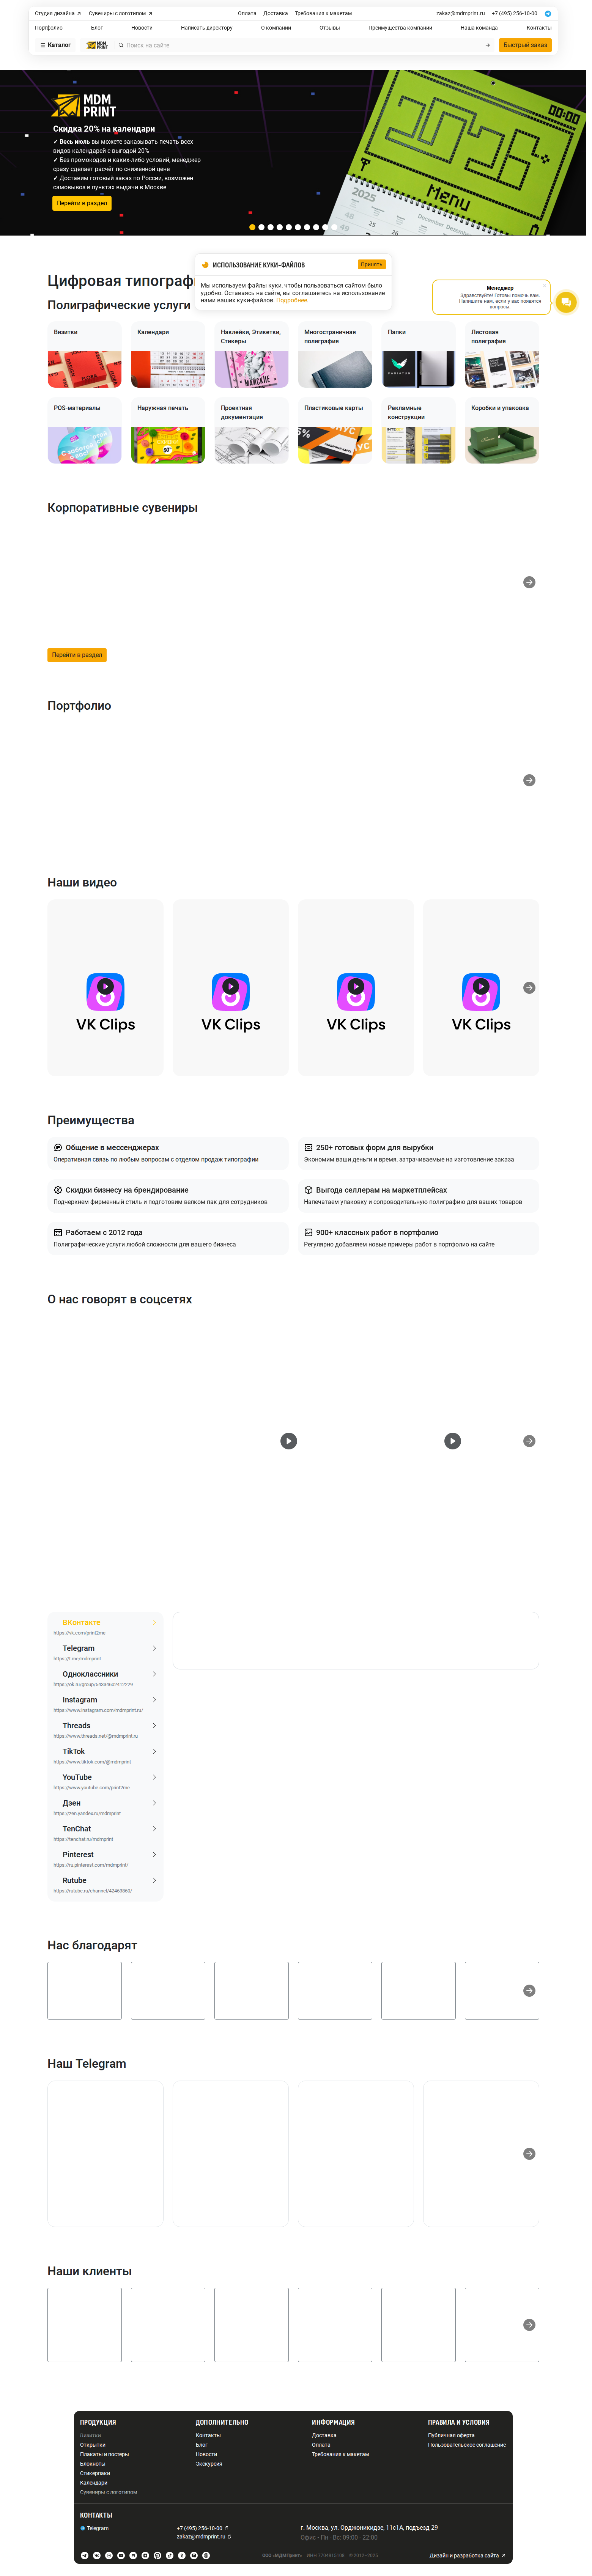 Студия дизайна
Сувениры с логотипом
Оплата
Доставка
Требования к макетам
zakaz@mdmprint.ru
+7 (495) 256-10-00
Портфолио
Блог
Новости
Написать директору
О компании
Отзывы
Преимущества компании
Наша команда
Контакты
Каталог
MDM PRINT
Поиск на сайте
Быстрый заказ
MDM
PRINT
Скидка 20% на календари
✓ Весь июль вы можете заказывать печать всех
видов календарей с выгодой 20%
✓ Без промокодов и каких-либо условий, менеджер
сразу сделает расчёт по сниженной цене
✓ Доставим готовый заказ по России, возможен
самовывоз в пунктах выдачи в Москве
Перейти в раздел
Menu
2025
ИСПОЛЬЗОВАНИЕ КУКИ-ФАЙЛОВ
Принять
Мы используем файлы куки, чтобы пользоваться сайтом было
удобно. Оставаясь на сайте, вы соглашаетесь на использование
нами ваших куки-файлов. Подробнее.
Менеджер
Здравствуйте! Готовы помочь вам.
Напишите нам, если у вас появятся
вопросы.
Цифровая типограф
Полиграфические услуги
Визитки
Календари
Наклейки, Этикетки,
Стикеры
Многостраничная
полиграфия
Папки
Листовая
полиграфия
POS-материалы
Наружная печать
Проектная
документация
Пластиковые карты
Рекламные
конструкции
Коробки и упаковка
Корпоративные сувениры
Перейти в раздел
Портфолио
Наши видео
VK Clips
VK Clips
VK Clips
VK Clips
Преимущества
Общение в мессенджерах
Оперативная связь по любым вопросам с отделом продаж типографии
250+ готовых форм для вырубки
Экономим ваши деньги и время, затрачиваемые на изготовление заказа
Скидки бизнесу на брендирование
Подчеркнем фирменный стиль и подготовим велком пак для сотрудников
Выгода селлерам на маркетплейсах
Напечатаем упаковку и сопроводительную полиграфию для ваших товаров
Работаем с 2012 года
Полиграфические услуги любой сложности для вашего бизнеса
900+ классных работ в портфолио
Регулярно добавляем новые примеры работ в портфолио на сайте
О нас говорят в соцсетях
ВКонтакте
https://vk.com/print2me
Telegram
https://t.me/mdmprint
Одноклассники
https://ok.ru/group/54334602412229
Instagram
https://www.instagram.com/mdmprint.ru/
Threads
https://www.threads.net/@mdmprint.ru
TikTok
https://www.tiktok.com/@mdmprint
YouTube
https://www.youtube.com/print2me
Дзен
https://zen.yandex.ru/mdmprint
TenChat
https://tenchat.ru/mdmprint
Pinterest
https://ru.pinterest.com/mdmprint/
Rutube
https://rutube.ru/channel/42463860/
Нас благодарят
Наш Telegram
Наши клиенты
ПРОДУКЦИЯ
Визитки
Открытки
Плакаты и постеры
Блокноты
Стикерпаки
Календари
Сувениры с логотипом
ДОПОЛНИТЕЛЬНО
Контакты
Блог
Новости
Экскурсия
ИНФОРМАЦИЯ
Доставка
Оплата
Требования к макетам
ПРАВИЛА И УСЛОВИЯ
Публичная оферта
Пользовательское соглашение
КОНТАКТЫ
Telegram
+7 (495) 256-10-00
zakaz@mdmprint.ru
г. Москва, ул. Орджоникидзе, 11с1А, подъезд 29
Офис - Пн - Вс: 09:00 - 22:00
ООО «МДМПринт»
© 2012–2025
Дизайн и разработка сайта